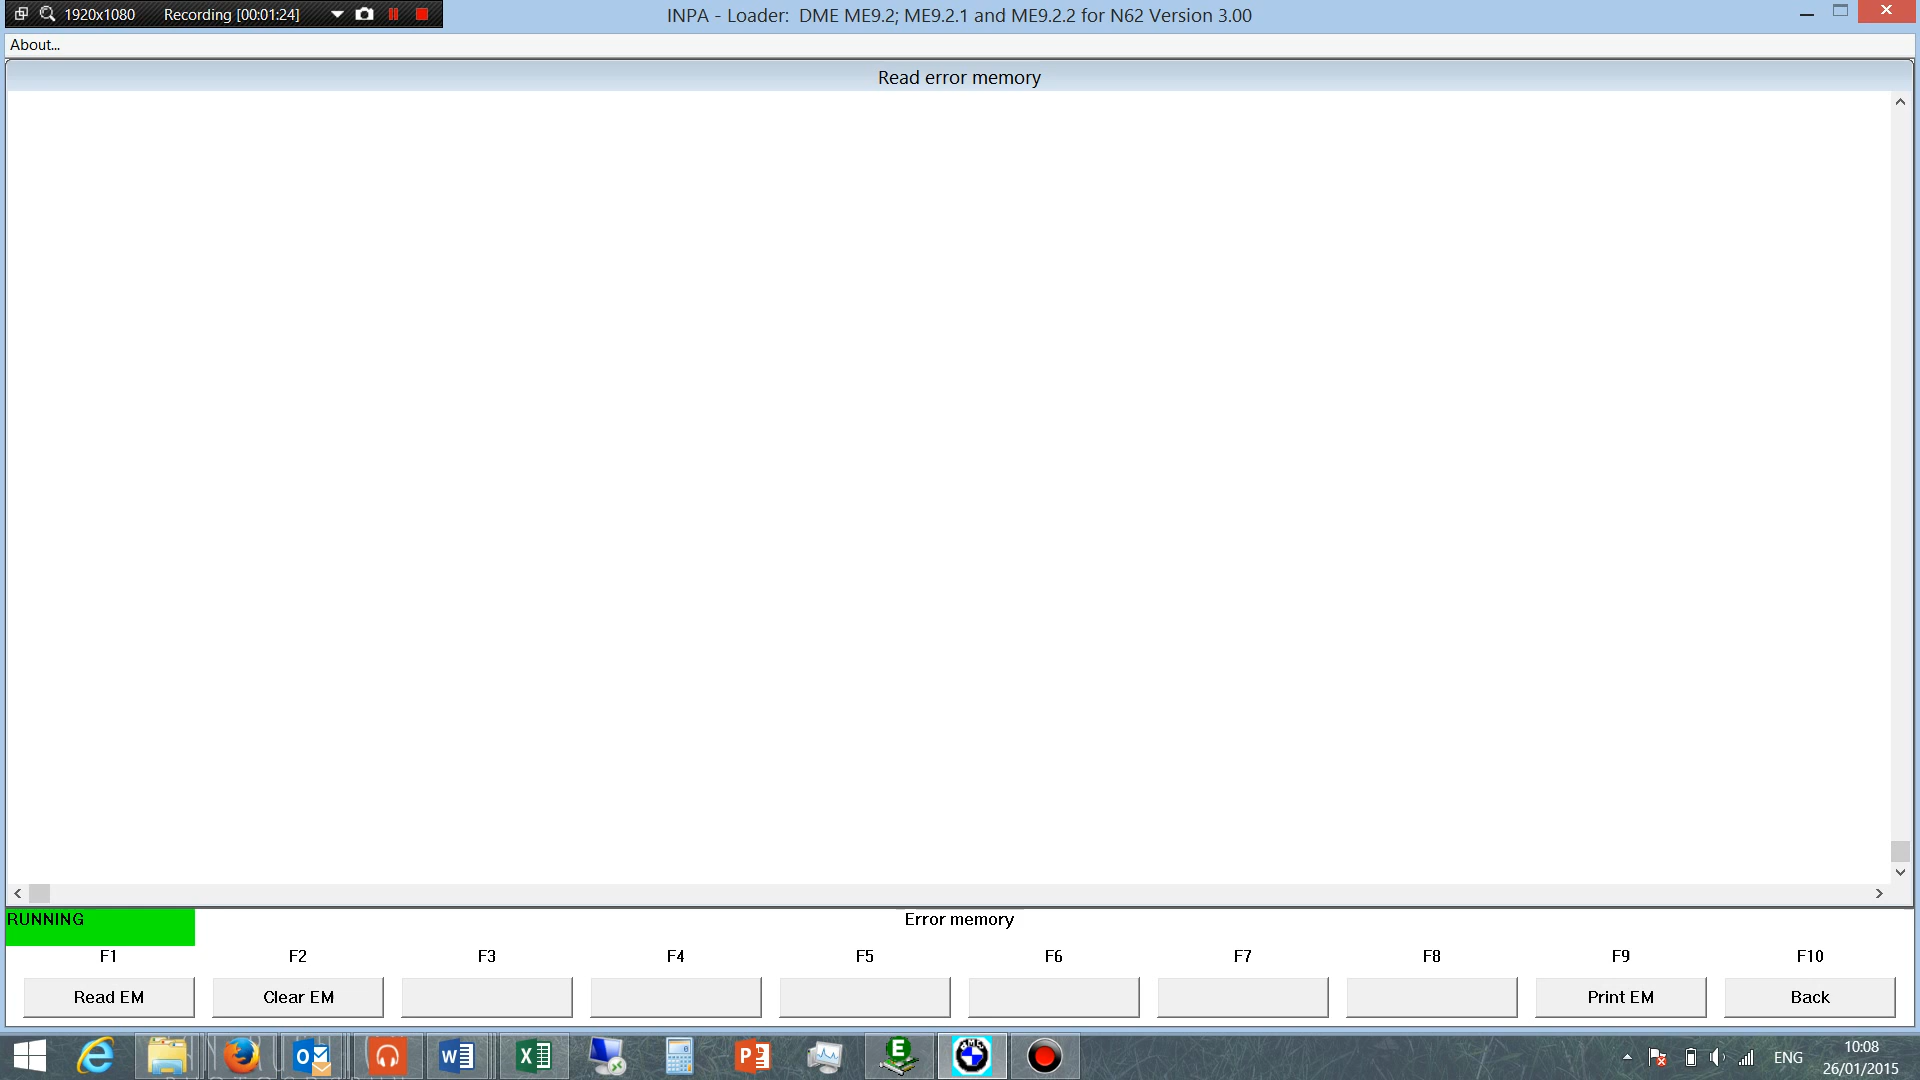 1920x1080 Recording [00:01:24]
INPA - Loader: DME ME9.2; ME9.2.1 and ME9.2.2 for N62 Version 3.00
About...
Read error memory
RUNNING
Error memory
F1 F2 F3 F4 F5 F6 F7 F8 F9 F10
Read EM Clear EM Print EM Back
ENG
10:08
26/01/2015